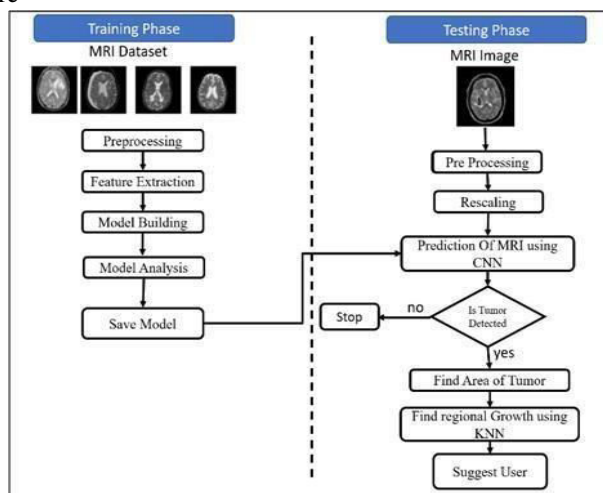 Training Phase
MRI Dataset
Preprocessing
Feature Extraction
Model Building
Model Analysis
Save Model
Testing Phase
MRI Image
Pre Processing
Rescaling
Prediction Of MRI using
CNN
Is Tumor
Detected
no
Stop
yes
Find Area of Tumor
Find regional Growth using
KNN
Suggest User